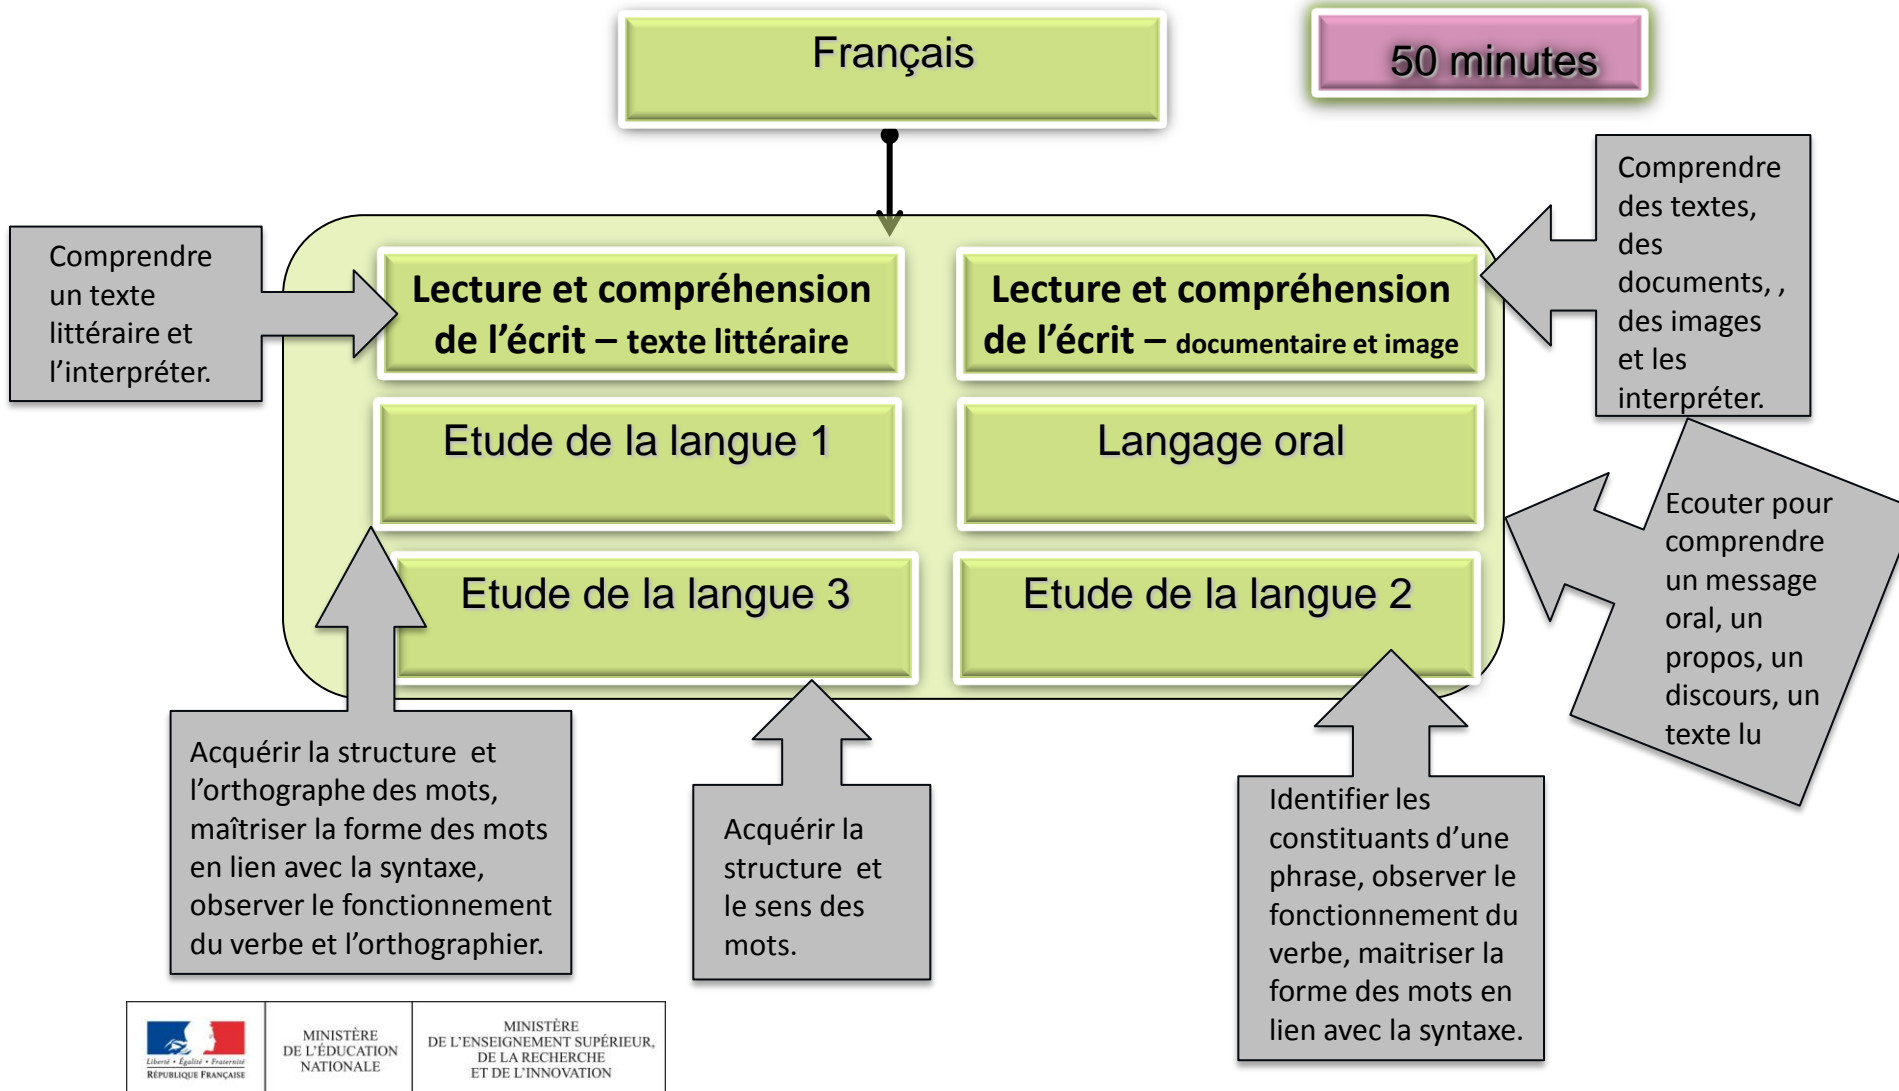 Français
50 minutes
Comprendre
un texte
littéraire et
l’interpréter.
Lecture et compréhension
de l’écrit – texte littéraire
Lecture et compréhension
de l’écrit – documentaire et image
Comprendre
des textes,
des
documents, ,
des images
et les
interpréter.
Etude de la langue 1
Langage oral
Ecouter pour
comprendre
un message
oral, un
propos, un
discours, un
texte lu
Etude de la langue 3
Etude de la langue 2
Acquérir la structure et
l’orthographe des mots,
maîtriser la forme des mots
en lien avec la syntaxe,
observer le fonctionnement
du verbe et l’orthographier.
Acquérir la
structure et
le sens des
mots.
Identifier les
constituants d’une
phrase, observer le
fonctionnement du
verbe, maitriser la
forme des mots en
lien avec la syntaxe.
Liberté • Égalité • Fraternité
RÉPUBLIQUE FRANÇAISE
MINISTÈRE
DE L’ÉDUCATION
NATIONALE
MINISTÈRE
DE L’ENSEIGNEMENT SUPÉRIEUR,
DE LA RECHERCHE
ET DE L’INNOVATION